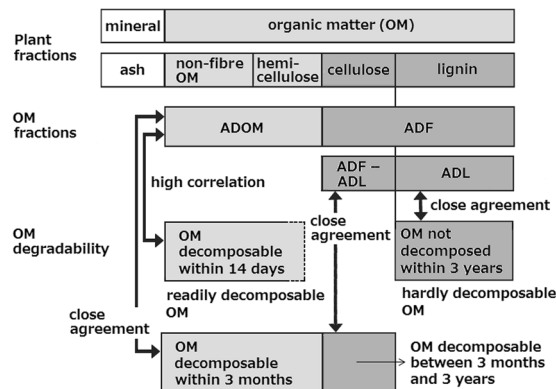 Plant
fractions
mineral
organic matter (OM)
ash
non-fibre
OM
hemi-
cellulose
cellulose
lignin
OM
fractions
ADOM
ADF
ADF –
ADL
ADL
high correlation
close
agreement
close agreement
OM
degradability
OM
decomposable
within 14 days
OM not
decomposed
within 3 years
readily decomposable
OM
hardly decomposable
OM
close
agreement
OM
decomposable
within 3 months
OM decomposable
between 3 months
and 3 years